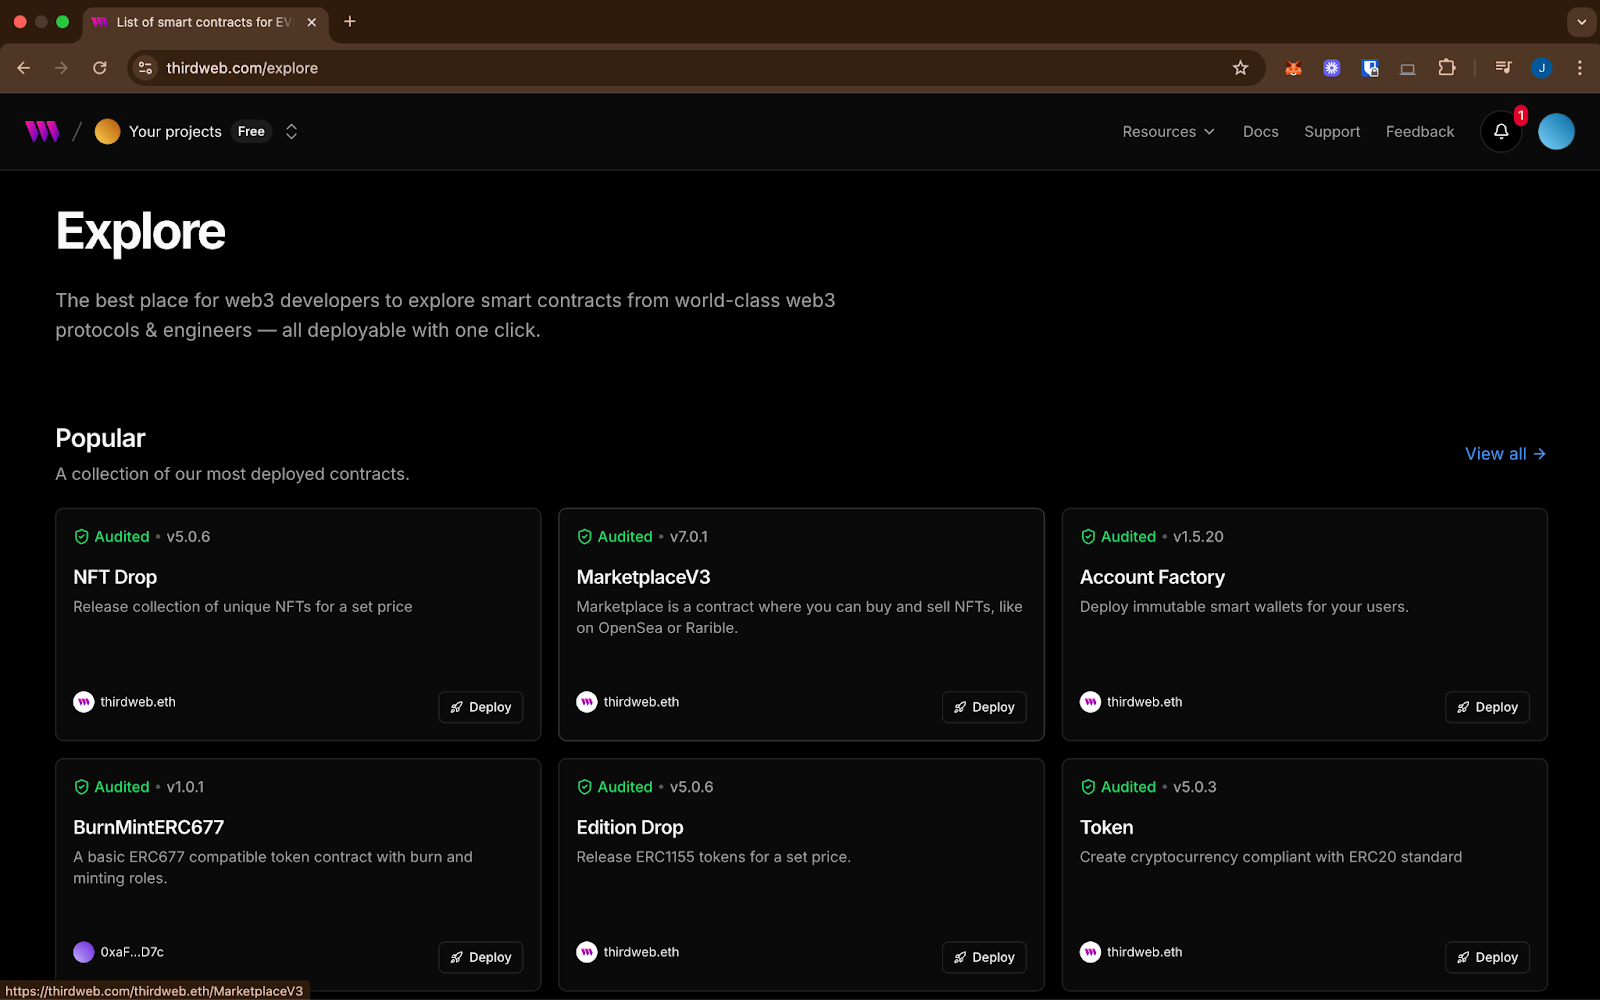 List of smart contracts for EV
thirdweb.com/explore
J
Your projects
Free
Resources
Docs
Support
Feedback
1
Explore
The best place for web3 developers to explore smart contracts from world-class web3
protocols & engineers — all deployable with one click.
Popular
A collection of our most deployed contracts.
View all →
Audited • v5.0.6
NFT Drop
Release collection of unique NFTs for a set price
thirdweb.eth
Deploy
Audited • v7.0.1
MarketplaceV3
Marketplace is a contract where you can buy and sell NFTs, like
on OpenSea or Rarible.
thirdweb.eth
Deploy
Audited • v1.5.20
Account Factory
Deploy immutable smart wallets for your users.
thirdweb.eth
Deploy
Audited • v1.0.1
BurnMintERC677
A basic ERC677 compatible token contract with burn and
minting roles.
0xaF...D7c
Deploy
Audited • v5.0.6
Edition Drop
Release ERC1155 tokens for a set price.
thirdweb.eth
Deploy
Audited • v5.0.3
Token
Create cryptocurrency compliant with ERC20 standard
thirdweb.eth
Deploy
https://thirdweb.com/thirdweb.eth/MarketplaceV3